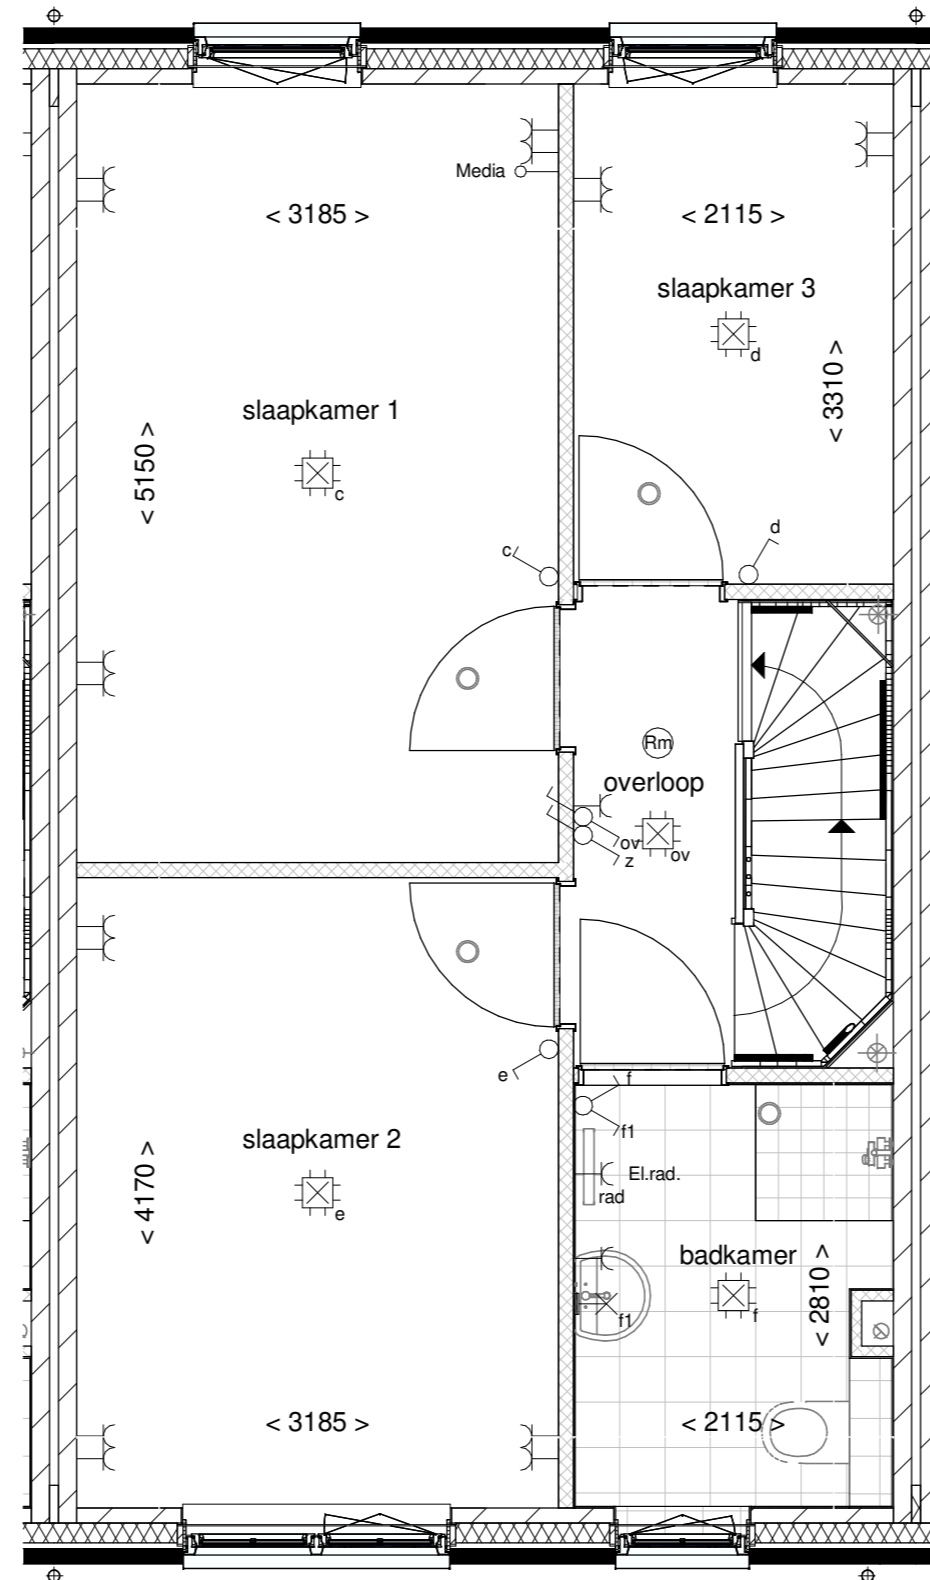 Media
< 3185 >
< 2115 >
slaapkamer 3
d
< 3310 >
slaapkamer 1
< 5150 >
c
c
d
Rm
overloop
ov
z
ov
e
f
f1
slaapkamer 2
El.rad.
rad
< 4170 >
e
badkamer
< 2810 >
f1
f
< 3185 >
< 2115 >